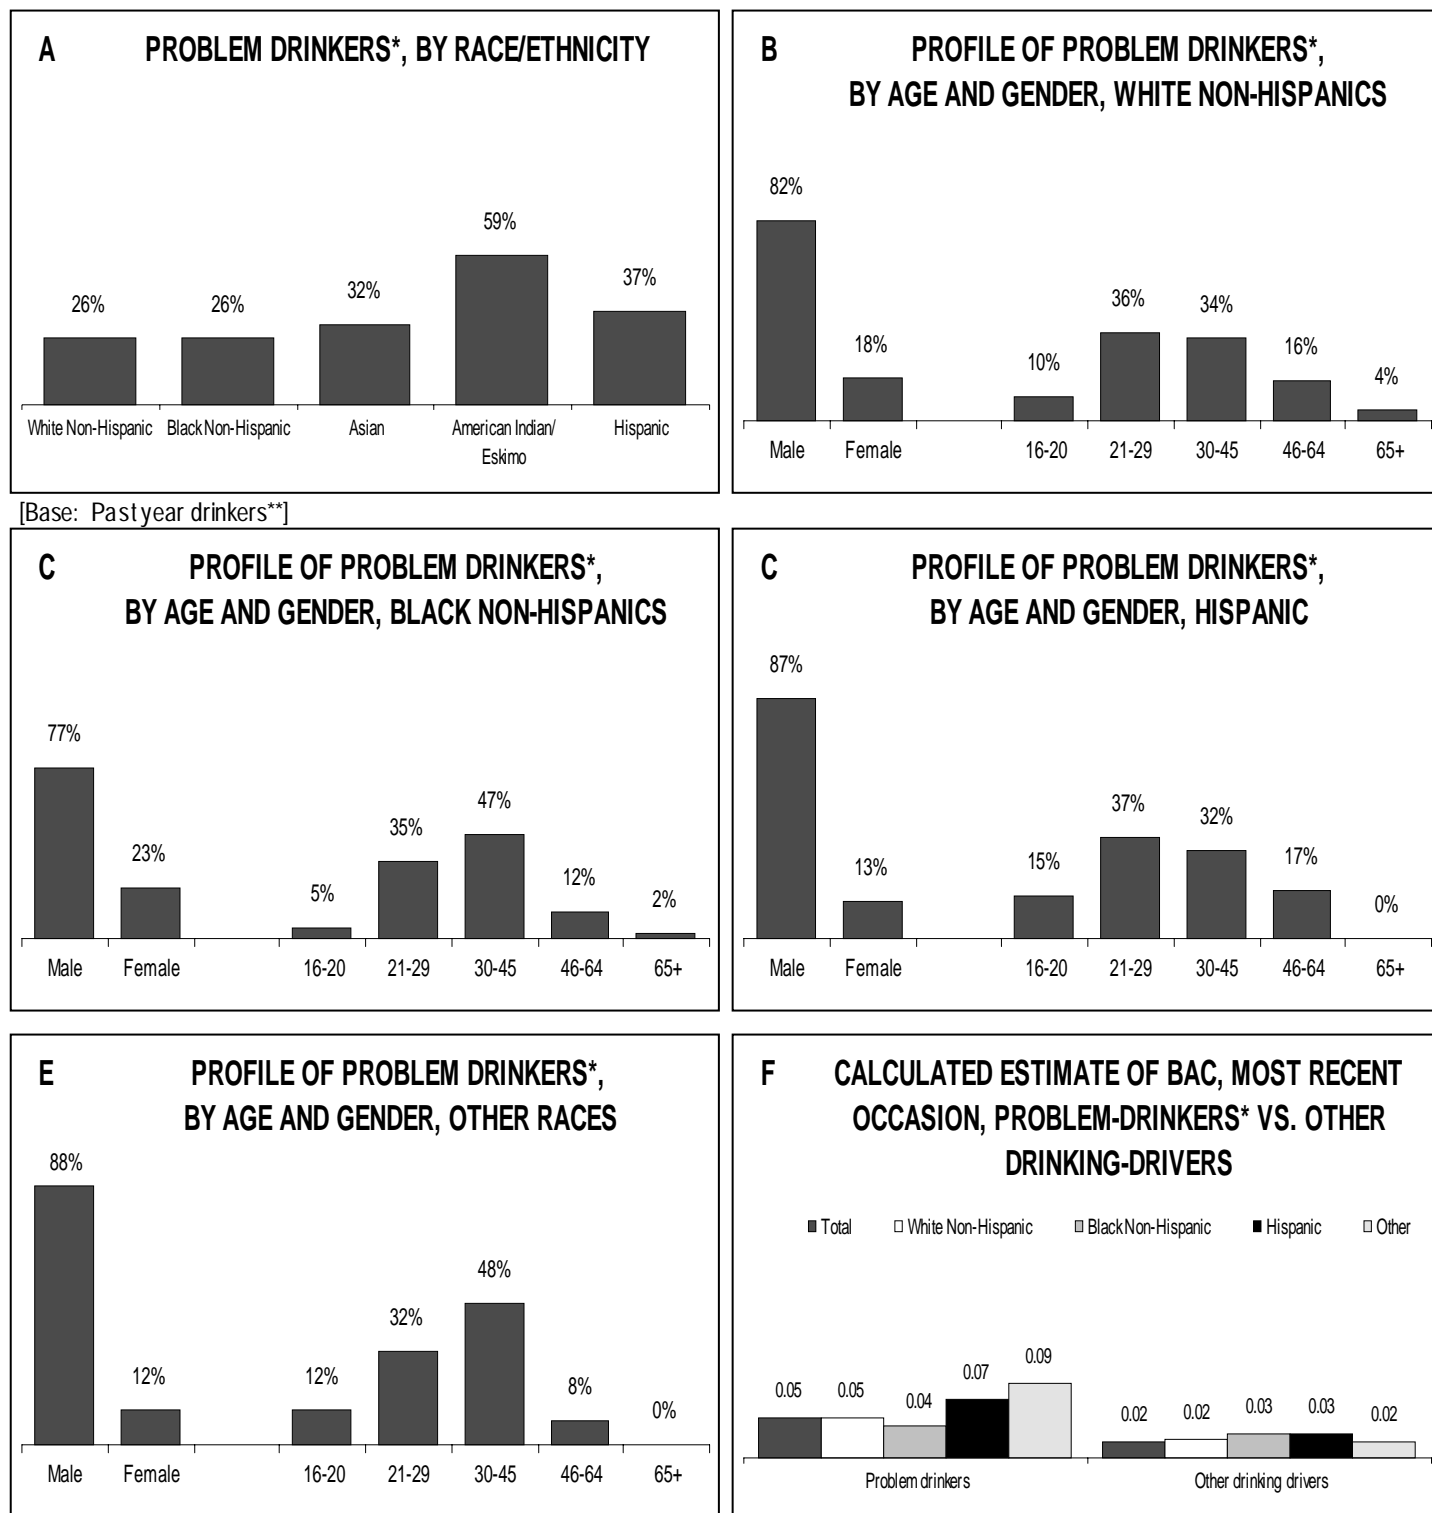 A PROBLEM DRINKERS*, BY RACE/ETHNICITY
59%
37%
32%
26% 26%
White Non-Hispanic Black Non-Hispanic Asian American Indian/ Hispanic
Eskimo
[Base: Past year drinkers**]
B PROFILE OF PROBLEM DRINKERS*,
BY AGE AND GENDER, WHITE NON-HISPANICS
82%
36% 34%
18% 16%
10%
4%
Male Female 16-20 21-29 30-45 46-64 65+
C PROFILE OF PROBLEM DRINKERS*,
BY AGE AND GENDER, BLACK NON-HISPANICS
77%
47%
35%
23%
12%
5% 2%
Male Female 16-20 21-29 30-45 46-64 65+
C PROFILE OF PROBLEM DRINKERS*,
BY AGE AND GENDER, HISPANIC
87%
37%
32%
17%
15%
13%
0%
Male Female 16-20 21-29 30-45 46-64 65+
E PROFILE OF PROBLEM DRINKERS*,
BY AGE AND GENDER, OTHER RACES
88%
48%
32%
12% 12%
8%
0%
Male Female 16-20 21-29 30-45 46-64 65+
F CALCULATED ESTIMATE OF BAC, MOST RECENT
OCCASION, PROBLEM-DRINKERS* VS. OTHER
DRINKING-DRIVERS
Total White Non-Hispanic Black Non-Hispanic Hispanic Other
0.05 0.05 0.04 0.07 0.09 0.02 0.02 0.03 0.03 0.02
Problem drinkers Other drinking drivers